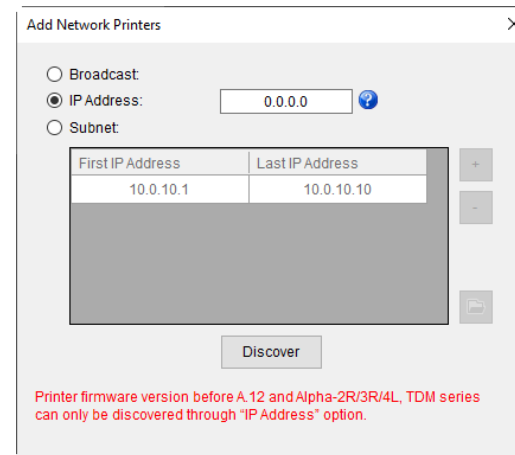 Add Network Printers
Broadcast:
IP Address: 0.0.0.0
Subnet:
First IP Address Last IP Address
10.0.10.1 10.0.10.10
+
-
Discover
Printer firmware version before A.12 and Alpha-2R/3R/4L, TDM series
can only be discovered through “IP Address” option.